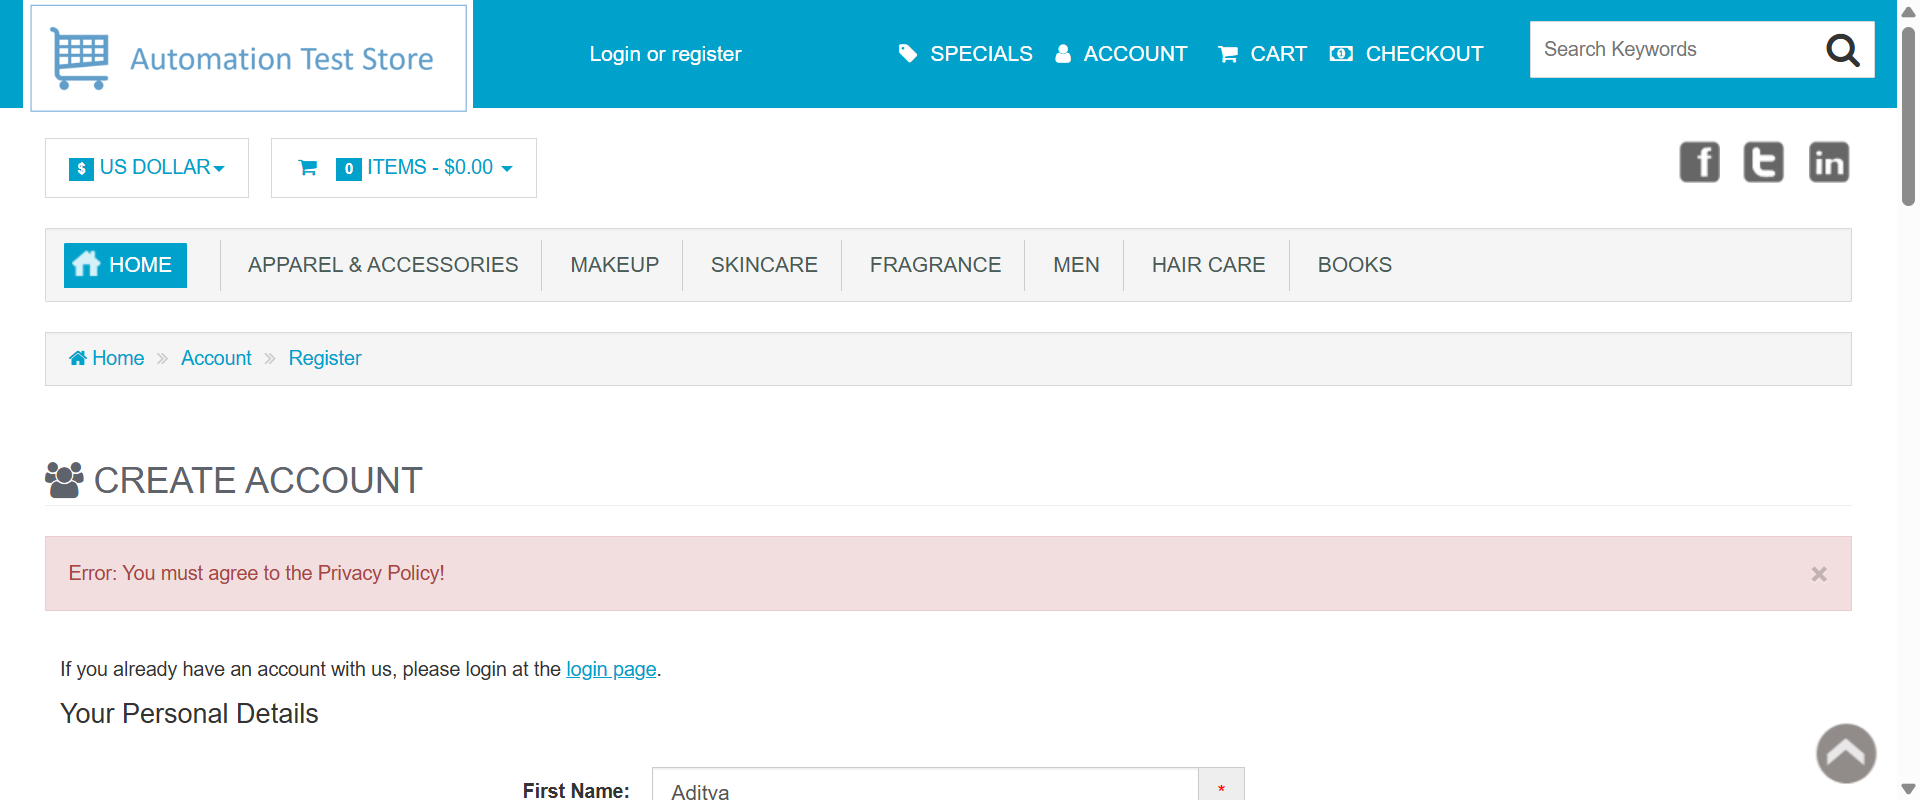 Automation Test Store
Login or register
SPECIALS
ACCOUNT
CART
CHECKOUT
Search Keywords
$ US DOLLAR
0 ITEMS - $0.00
f
t
in
HOME
APPAREL & ACCESSORIES
MAKEUP
SKINCARE
FRAGRANCE
MEN
HAIR CARE
BOOKS
Home » Account » Register
CREATE ACCOUNT
Error: You must agree to the Privacy Policy!
×
If you already have an account with us, please login at the login page.
Your Personal Details
First Name:
Aditya
*